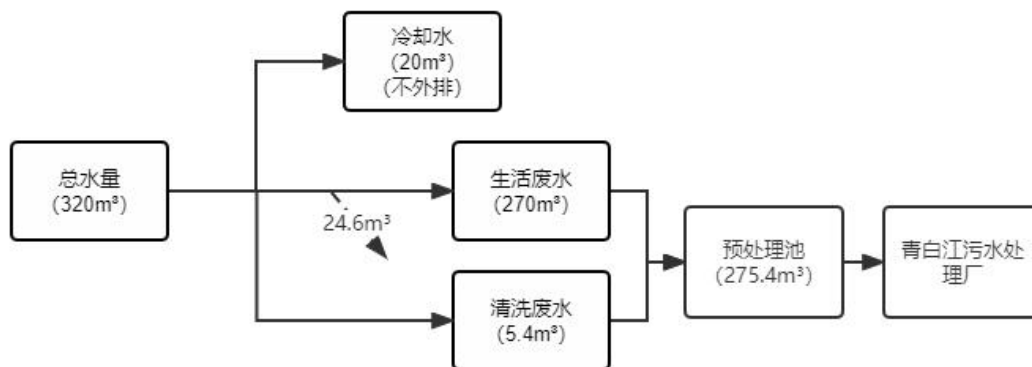 冷却水
(20m³)
(不外排)
总水量
(320m³)
24.6m³
生活废水
(270m³)
清洗废水
(5.4m³)
预处理池
(275.4m³)
青白江污水处
理厂